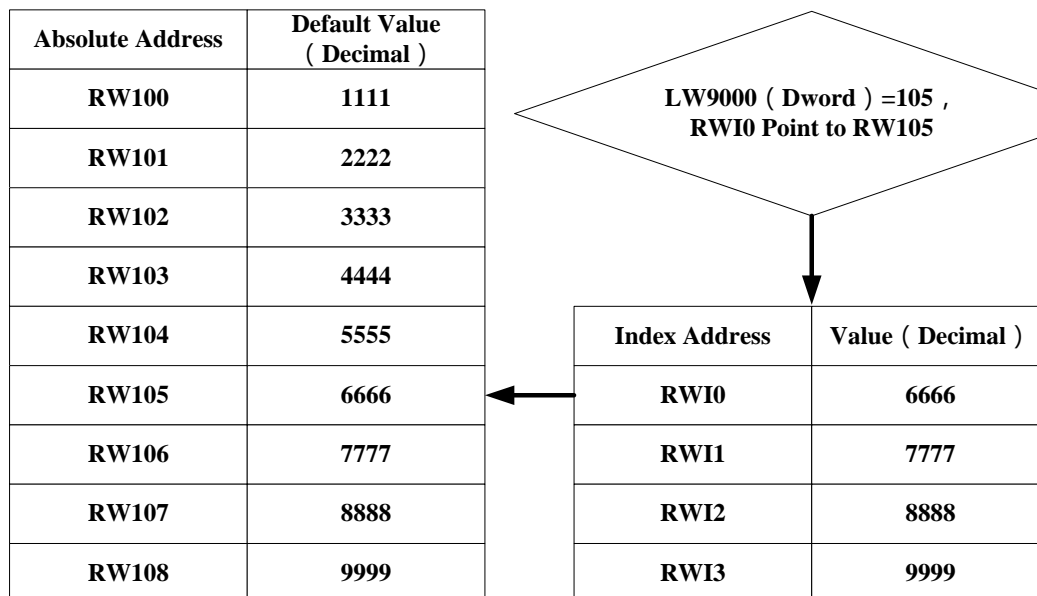 Absolute Address Default Value
( Decimal )
RW100 1111
RW101 2222
RW102 3333
RW103 4444
RW104 5555
RW105 6666
RW106 7777
RW107 8888
RW108 9999
LW9000 ( Dword ) =105 ,
RWI0 Point to RW105
Index Address Value ( Decimal )
RWI0 6666
RWI1 7777
RWI2 8888
RWI3 9999